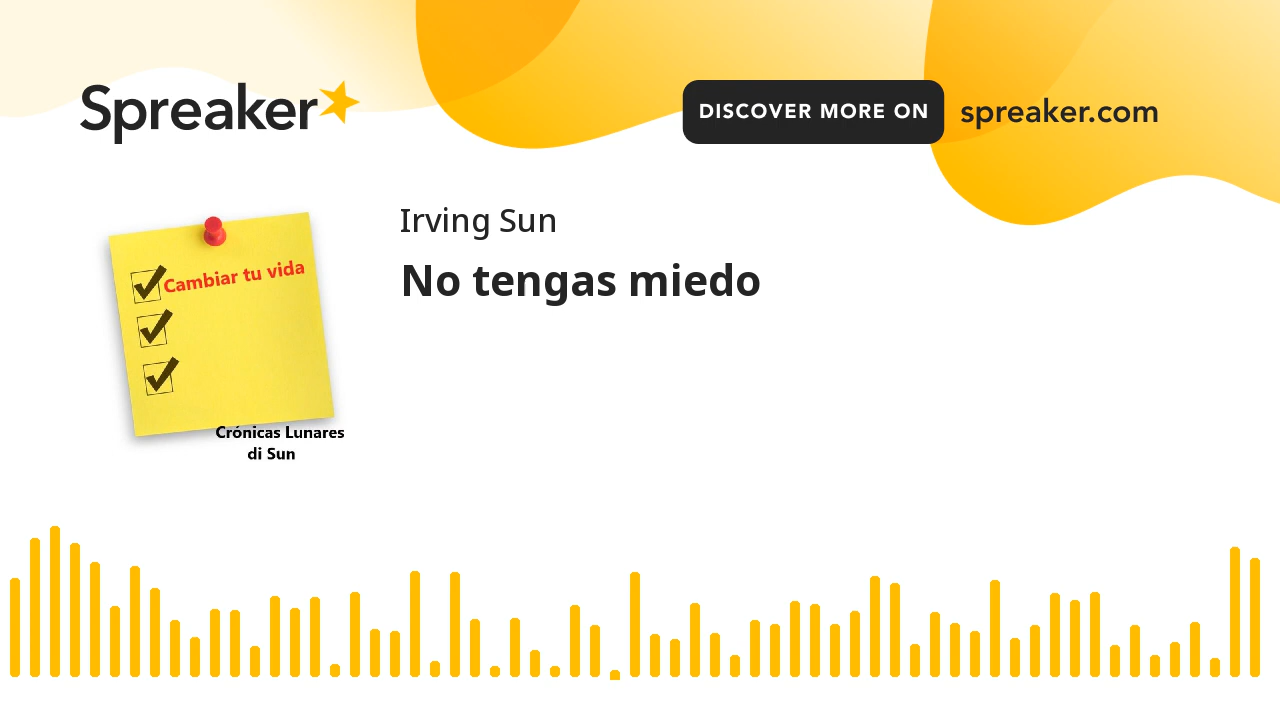 Spreaker
DISCOVER MORE ON
spreaker.com
Irving Sun
No tengas miedo
Cambiar tu vida
Crónicas Lunares
di Sun